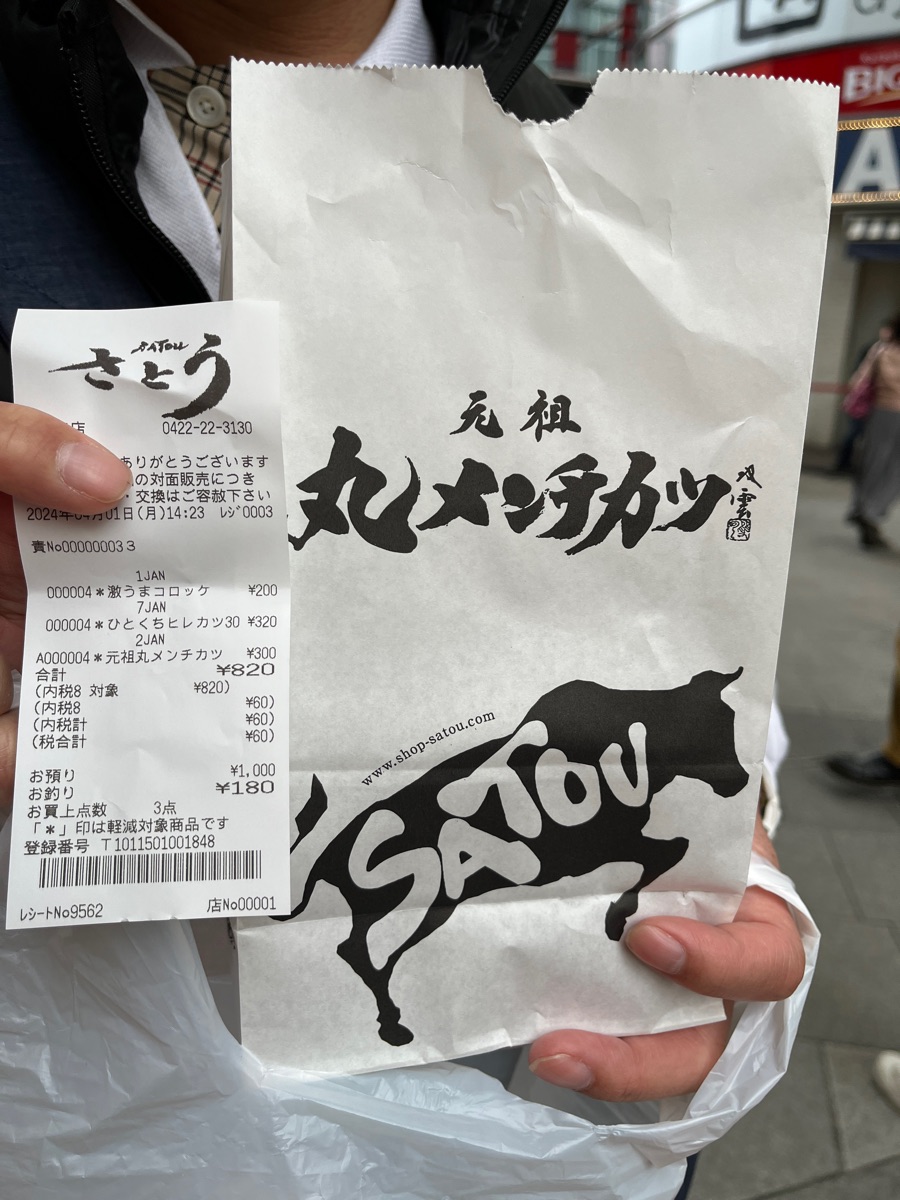 SATOU
さとう
店 0422-22-3130
ありがとうございます
の対面販売につき
・交換はご容赦下さい
2024年04月01日(月)14:23 レジ0003
責No000000033
1JAN
000004*激うまコロッケ ¥200
7JAN
000004*ひとくちヒレカツ30 ¥320
2JAN
A000004*元祖丸メンチカツ ¥300
合計 ¥820
(内税8 対象 ¥820)
(内税8 ¥60)
(内税計 ¥60)
(税合計 ¥60)
お預り ¥1,000
お釣り ¥180
お買上点数 3点
「*」印は軽減対象商品です
登録番号 T1011501001848
レシートNo9562 店No00001
元祖
丸メンチカツ
www.shop-satou.com
SATOU
BIG
A